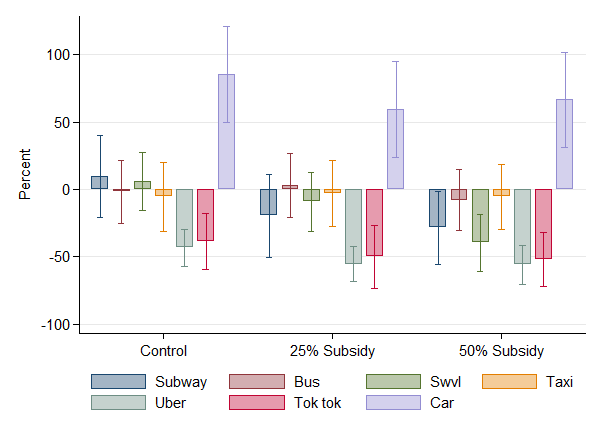 Percent
100
50
0
-50
-100
Control 25% Subsidy 50% Subsidy
Subway Bus Swvl Taxi
Uber Tok tok Car